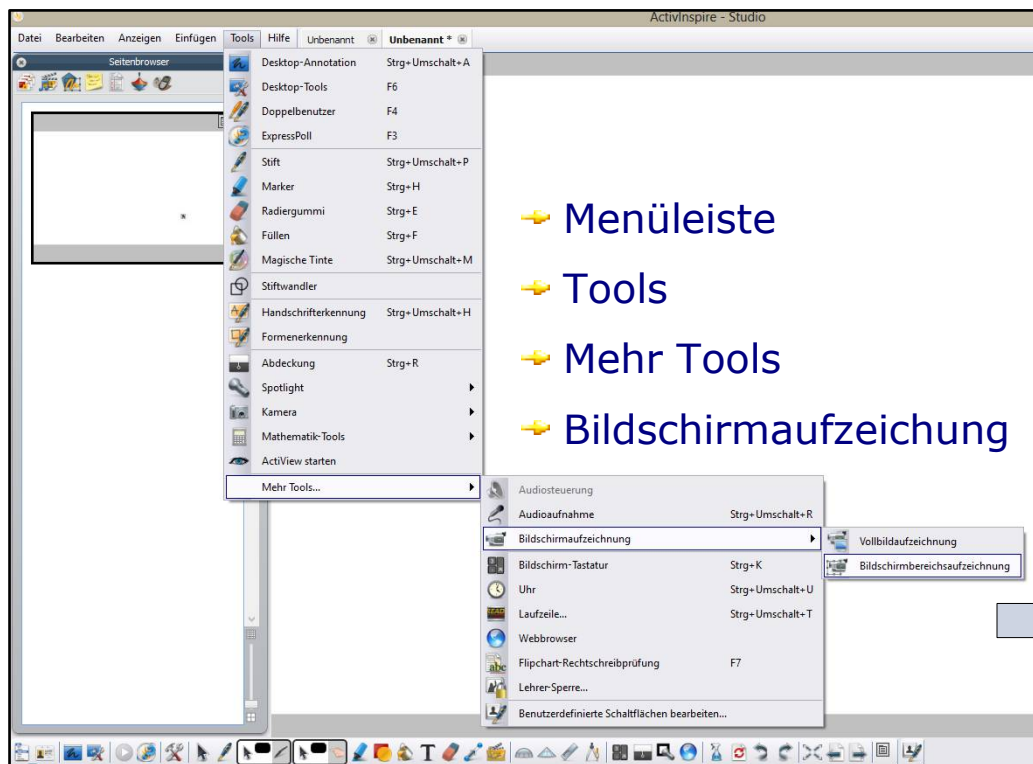 ActivInspire - Studio
Datei Bearbeiten Anzeigen Einfügen Tools Hilfe Unbenannt Unbenannt *
Seitenbrowser
Desktop-Annotation Strg+Umschalt+A
Desktop-Tools F6
Doppelbenutzer F4
ExpressPoll F3
Stift Strg+Umschalt+P
Marker Strg+H
Radiergummi Strg+E
Füllen Strg+F
Magische Tinte Strg+Umschalt+M
Stiftwandler
Handschrifterkennung Strg+Umschalt+H
Formenerkennung
Abdeckung Strg+R
Spotlight
Kamera
Mathematik-Tools
ActiView starten
Mehr Tools...
Menüleiste
Tools
Mehr Tools
Bildschirmaufzeichung
Audiosteuerung
Audioaufnahme Strg+Umschalt+R
Bildschirmaufzeichnung
Bildschirm-Tastatur Strg+K
Uhr Strg+Umschalt+U
Laufzeile... Strg+Umschalt+T
Webbrowser
Flipchart-Rechtschreibprüfung F7
Lehrer-Sperre...
Benutzerdefinierte Schaltflächen bearbeiten...
Vollbildaufzeichnung
Bildschirmbereichsaufzeichnung